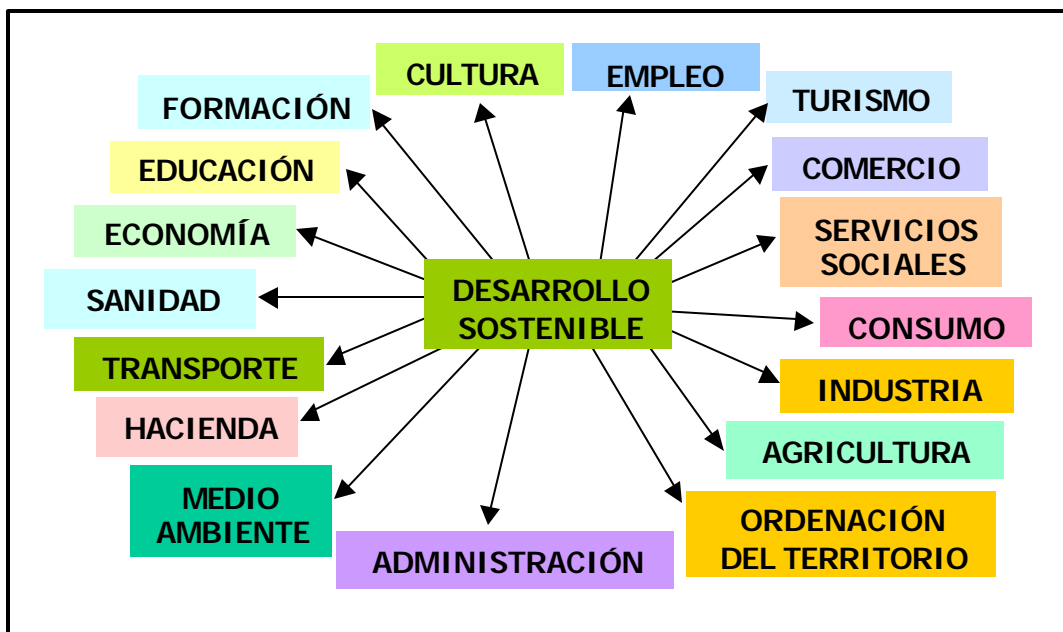 CULTURA
EMPLEO
FORMACIÓN
TURISMO
EDUCACIÓN
COMERCIO
ECONOMÍA
SERVICIOS
SOCIALES
SANIDAD
DESARROLLO
SOSTENIBLE
CONSUMO
TRANSPORTE
INDUSTRIA
HACIENDA
AGRICULTURA
MEDIO
AMBIENTE
ORDENACIÓN
DEL TERRITORIO
ADMINISTRACIÓN